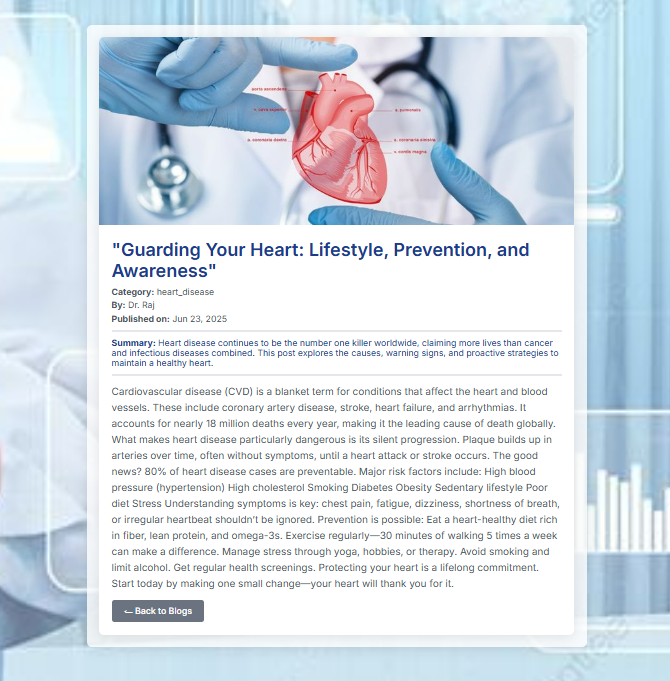 aorta ascendens
v. cava superior
a. pulmonalis
a. coronaria dextra
a. coronaria sinistra
v. cordis magna
"Guarding Your Heart: Lifestyle, Prevention, and
Awareness"
Category: heart_disease
By: Dr. Raj
Published on: Jun 23, 2025
Summary: Heart disease continues to be the number one killer worldwide, claiming more lives than cancer
and infectious diseases combined. This post explores the causes, warning signs, and proactive strategies to
maintain a healthy heart.
Cardiovascular disease (CVD) is a blanket term for conditions that affect the heart and blood
vessels. These include coronary artery disease, stroke, heart failure, and arrhythmias. It
accounts for nearly 18 million deaths every year, making it the leading cause of death globally.
What makes heart disease particularly dangerous is its silent progression. Plaque builds up in
arteries over time, often without symptoms, until a heart attack or stroke occurs. The good
news? 80% of heart disease cases are preventable. Major risk factors include: High blood
pressure (hypertension) High cholesterol Smoking Diabetes Obesity Sedentary lifestyle Poor
diet Stress Understanding symptoms is key: chest pain, fatigue, dizziness, shortness of breath,
or irregular heartbeat shouldn't be ignored. Prevention is possible: Eat a heart-healthy diet rich
in fiber, lean protein, and omega-3s. Exercise regularly—30 minutes of walking 5 times a week
can make a difference. Manage stress through yoga, hobbies, or therapy. Avoid smoking and
limit alcohol. Get regular health screenings. Protecting your heart is a lifelong commitment.
Start today by making one small change—your heart will thank you for it.
← Back to Blogs